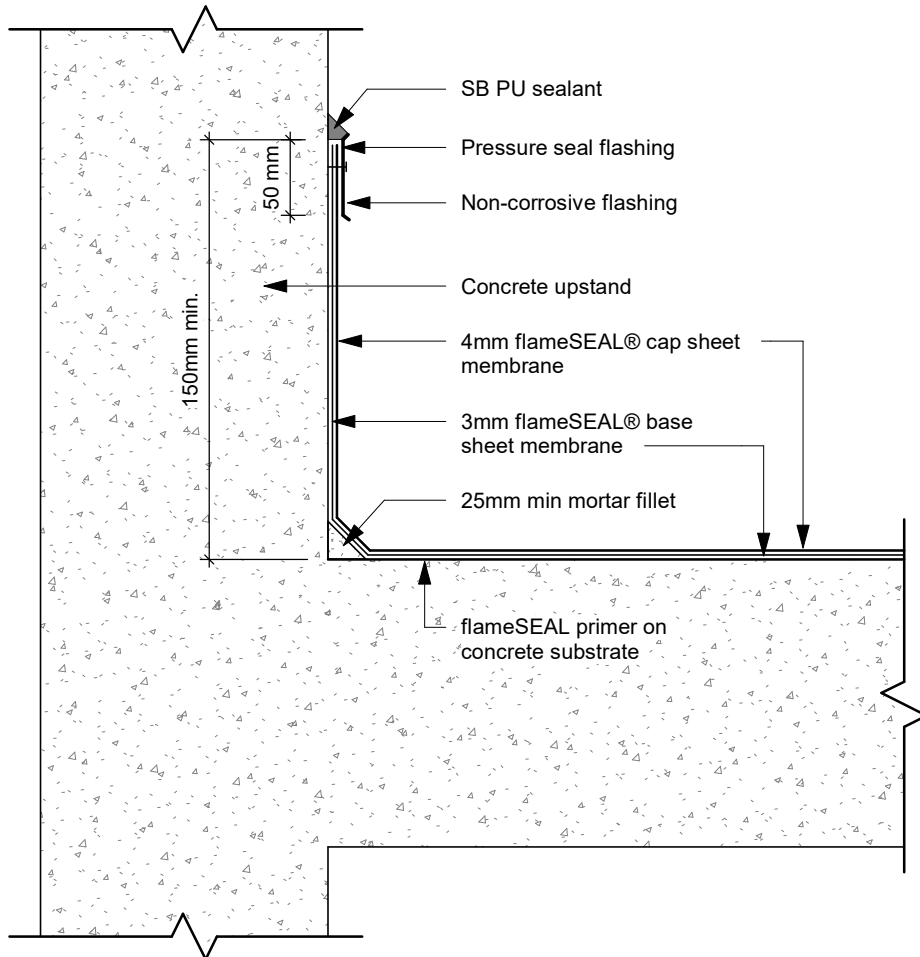 SB PU sealant
Pressure seal flashing
50 mm
Non-corrosive flashing
Concrete upstand
150mm min.
4mm flameSEAL® cap sheet
membrane
3mm flameSEAL® base
sheet membrane
25mm min mortar fillet
flameSEAL primer on
concrete substrate